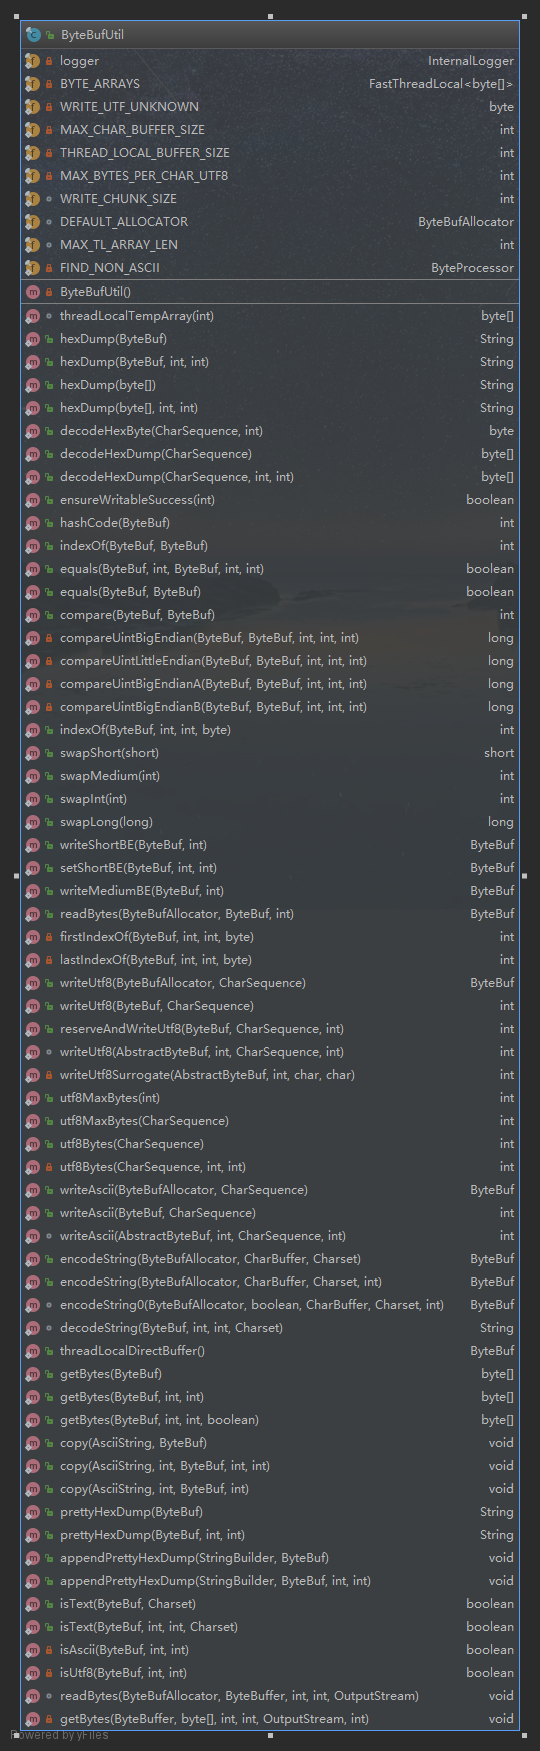 ByteBufUtil
logger InternalLogger
BYTE_ARRAYS FastThreadLocal<byte[]>
WRITE_UTF_UNKNOWN byte
MAX_CHAR_BUFFER_SIZE int
THREAD_LOCAL_BUFFER_SIZE int
MAX_BYTES_PER_CHAR_UTF8 int
WRITE_CHUNK_SIZE int
DEFAULT_ALLOCATOR ByteBufAllocator
MAX_TL_ARRAY_LEN int
FIND_NON_ASCII ByteProcessor
ByteBufUtil()
threadLocalTempArray(int) byte[]
hexDump(ByteBuf) String
hexDump(ByteBuf, int, int) String
hexDump(byte[]) String
hexDump(byte[], int, int) String
decodeHexByte(CharSequence, int) byte
decodeHexDump(CharSequence) byte[]
decodeHexDump(CharSequence, int, int) byte[]
ensureWritableSuccess(int) boolean
hashCode(ByteBuf) int
indexOf(ByteBuf, ByteBuf) int
equals(ByteBuf, int, ByteBuf, int, int) boolean
equals(ByteBuf, ByteBuf) boolean
compare(ByteBuf, ByteBuf) int
compareUintBigEndian(ByteBuf, ByteBuf, int, int, int) long
compareUintLittleEndian(ByteBuf, ByteBuf, int, int, int) long
compareUintBigEndianA(ByteBuf, ByteBuf, int, int, int) long
compareUintBigEndianB(ByteBuf, ByteBuf, int, int, int) long
indexOf(ByteBuf, int, int, byte) int
swapShort(short) short
swapMedium(int) int
swapInt(int) int
swapLong(long) long
writeShortBE(ByteBuf, int) ByteBuf
setShortBE(ByteBuf, int, int) ByteBuf
writeMediumBE(ByteBuf, int) ByteBuf
readBytes(ByteBufAllocator, ByteBuf, int) ByteBuf
firstIndexOf(ByteBuf, int, int, byte) int
lastIndexOf(ByteBuf, int, int, byte) int
writeUtf8(ByteBufAllocator, CharSequence) ByteBuf
writeUtf8(ByteBuf, CharSequence) int
reserveAndWriteUtf8(ByteBuf, CharSequence, int) int
writeUtf8(AbstractByteBuf, int, CharSequence, int) int
writeUtf8Surrogate(AbstractByteBuf, int, char, char) int
utf8MaxBytes(int) int
utf8MaxBytes(CharSequence) int
utf8Bytes(CharSequence) int
utf8Bytes(CharSequence, int, int) int
writeAscii(ByteBufAllocator, CharSequence) ByteBuf
writeAscii(ByteBuf, CharSequence) int
writeAscii(AbstractByteBuf, int, CharSequence, int) int
encodeString(ByteBufAllocator, CharBuffer, Charset) ByteBuf
encodeString(ByteBufAllocator, CharBuffer, Charset, int) ByteBuf
encodeString0(ByteBufAllocator, boolean, CharBuffer, Charset, int) ByteBuf
decodeString(ByteBuf, int, int, Charset) String
threadLocalDirectBuffer() ByteBuf
getBytes(ByteBuf) byte[]
getBytes(ByteBuf, int, int) byte[]
getBytes(ByteBuf, int, int, boolean) byte[]
copy(AsciiString, ByteBuf) void
copy(AsciiString, int, ByteBuf, int, int) void
copy(AsciiString, int, ByteBuf, int) void
prettyHexDump(ByteBuf) String
prettyHexDump(ByteBuf, int, int) String
appendPrettyHexDump(StringBuilder, ByteBuf) void
appendPrettyHexDump(StringBuilder, ByteBuf, int, int) void
isText(ByteBuf, Charset) boolean
isText(ByteBuf, int, int, Charset) boolean
isAscii(ByteBuf, int, int) boolean
isUtf8(ByteBuf, int, int) boolean
readBytes(ByteBufAllocator, ByteBuffer, int, int, OutputStream) void
getBytes(ByteBuffer, byte[], int, int, OutputStream, int) void
Powered by yFiles